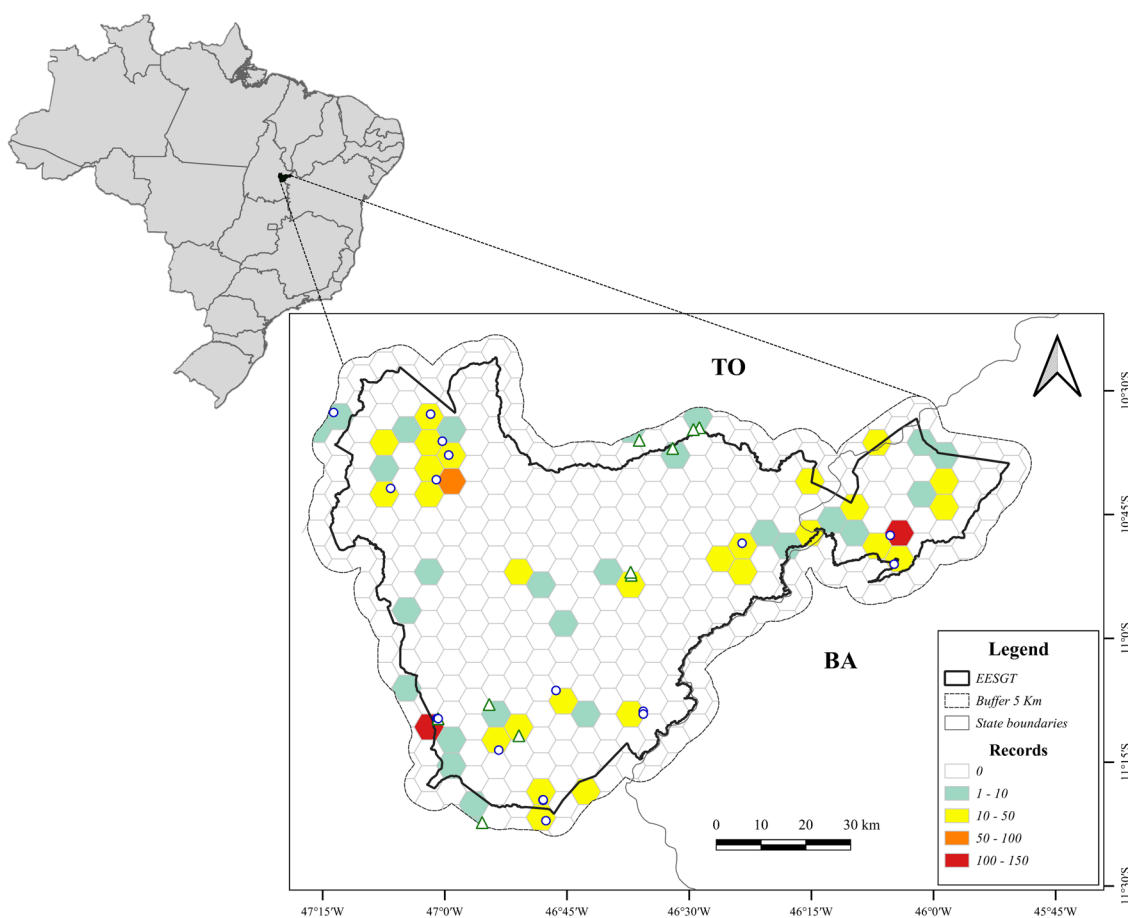 TO
BA
10°30'S
10°45'S
11°0'S
11°15'S
11°30'S
Legend
EESGT
Buffer 5 Km
State boundaries
Records
0
1 - 10
10 - 50
50 - 100
100 - 150
0 10 20 30 km
47°15'W 47°0'W 46°45'W 46°30'W 46°15'W 46°0'W 45°45'W